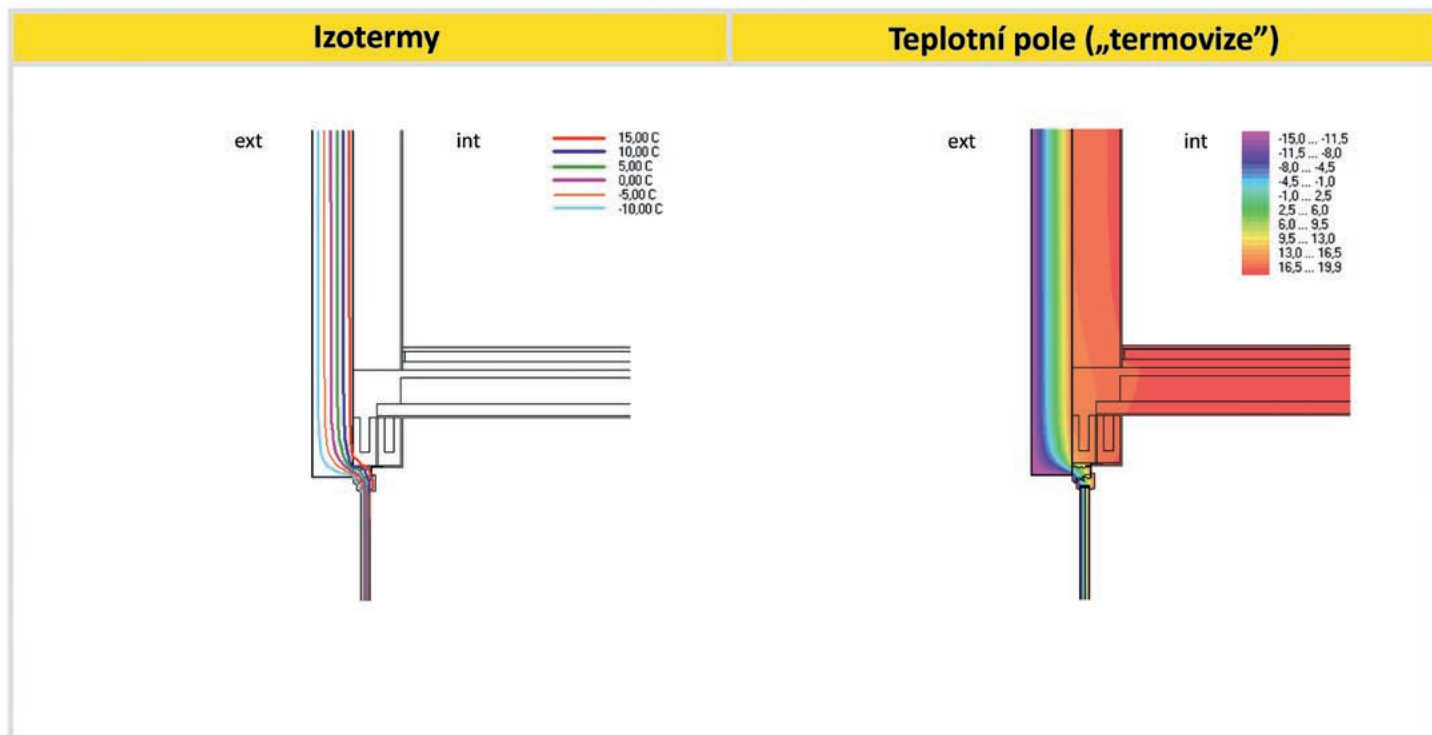 Izotermy
Teplotní pole („termovize”)
ext
int
15,00 C
10,00 C
5,00 C
0,00 C
-5,00 C
-10,00 C
ext
int
-15,0 ... -11,5
-11,5 ... -8,0
-8,0 ... -4,5
-4,5 ... -1,0
-1,0 ... 2,5
2,5 ... 6,0
6,0 ... 9,5
9,5 ... 13,0
13,0 ... 16,5
16,5 ... 19,9